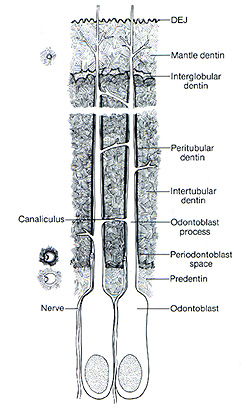 DEJ
Mantle dentin
Interglobular
dentin
Peritubular
dentin
Intertubular
dentin
Canaliculus
Odontoblast
process
Periodontoblast
space
Predentin
Nerve
Odontoblast